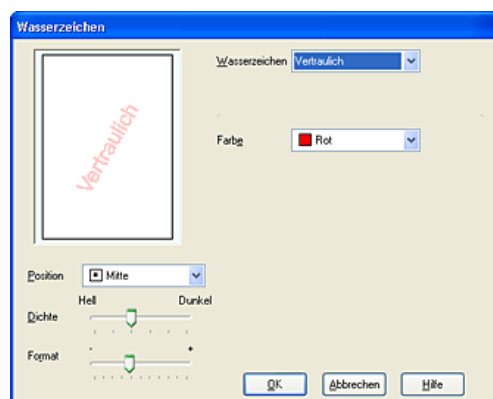 Wasserzeichen
Wasserzeichen Vertraulich
Vertraulich
Farbe Rot
Position Mitte
Hell Dunkel
Dichte
Format - +
OK Abbrechen Hilfe